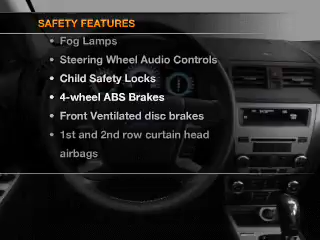 SAFETY FEATURES
• Fog Lamps
• Steering Wheel Audio Controls
• Child Safety Locks
• 4-wheel ABS Brakes
• Front Ventilated disc brakes
• 1st and 2nd row curtain head
airbags